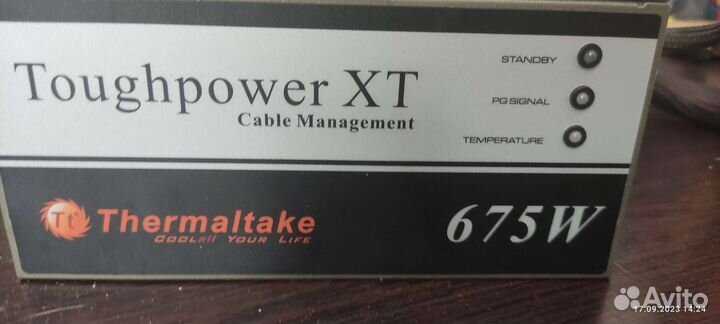 Toughpower XT
Cable Management
STANDBY
PG SIGNAL
TEMPERATURE
Tt
Thermaltake
COOLall YOUR LIFE
675W
Avito
17.09.2023 14:24